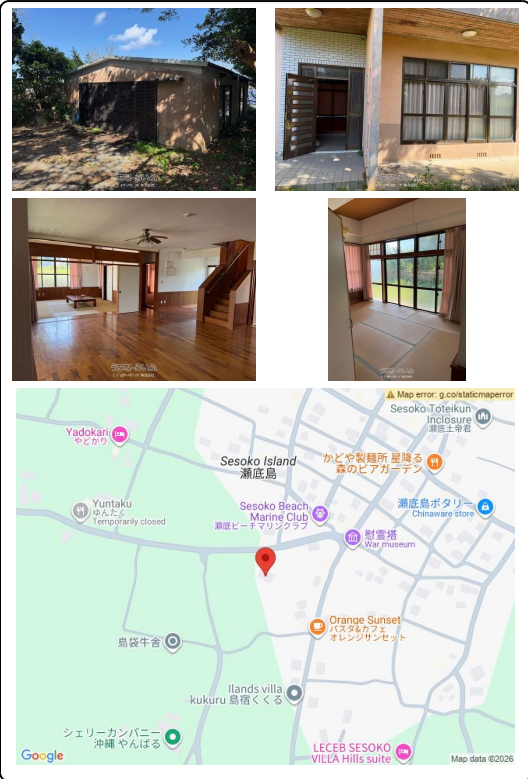 Map error: g.co/staticmaperror
Sesoko Toteikun
Inclosure
瀬底土帝君
Yadokari
やどかり
Sesoko Island
瀬底島
かどや製麺所 星降る
森のビアガーデン
Yuntaku
ゆんたく
Temporarily closed
Sesoko Beach
Marine Club
瀬底ビーチマリンクラブ
瀬底島ポタリー
Chinaware store
慰霊塔
War museum
Orange Sunset
パスタ&カフェ
オレンジサンセット
島袋牛舎
Ilands villa
kukuru 島宿くくる
シェリーカンパニー
沖縄 やんばる
LECEB SESOKO
VILLA Hills suite
Google
Map data ©2026